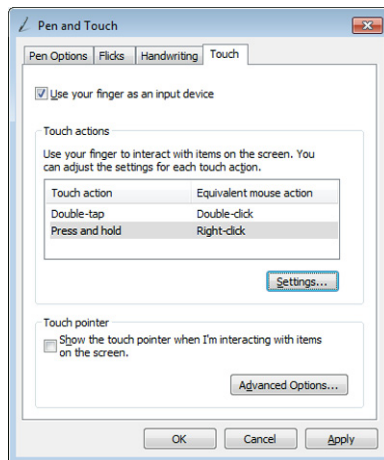 Pen and Touch
Pen Options Flicks Handwriting Touch
Use your finger as an input device
Touch actions
Use your finger to interact with items on the screen. You
can adjust the settings for each touch action.
Touch action Equivalent mouse action
Double-tap Double-click
Press and hold Right-click
Settings...
Touch pointer
Show the touch pointer when I'm interacting with items
on the screen.
Advanced Options...
OK Cancel Apply